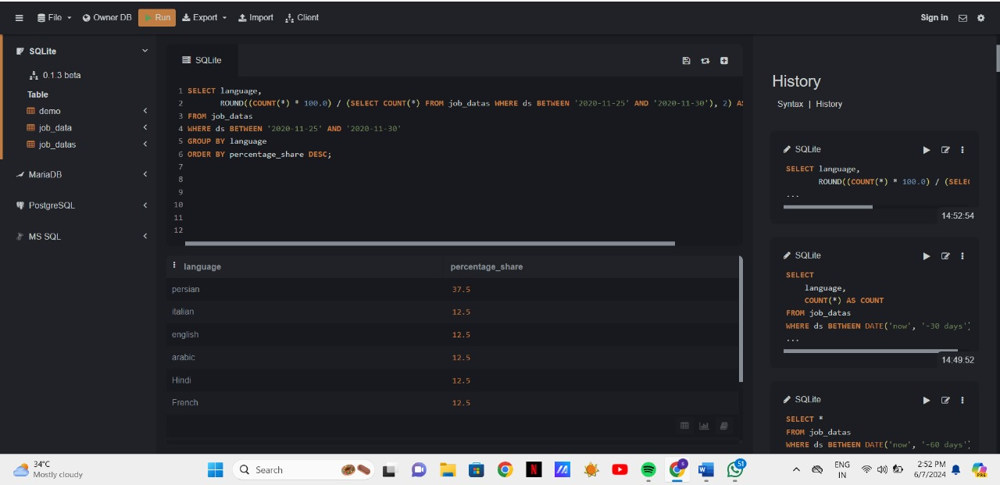 File
Owner DB
Run
Export
Import
Client
Sign in
SQLite
0.1.3 beta
Table
demo
job_data
job_datas
MariaDB
PostgreSQL
MS SQL
SQLite
1 SELECT language,
2 ROUND((COUNT(*) * 100.0) / (SELECT COUNT(*) FROM job_datas WHERE ds BETWEEN '2020-11-25' AND '2020-11-30'), 2) AS
3 FROM job_datas
4 WHERE ds BETWEEN '2020-11-25' AND '2020-11-30'
5 GROUP BY language
6 ORDER BY percentage_share DESC;
7
8
9
10
11
12
language percentage_share
persian 37.5
italian 12.5
english 12.5
arabic 12.5
Hindi 12.5
French 12.5
History
Syntax | History
SQLite
SELECT language,
ROUND((COUNT(*) * 100.0) / (SELEC
...
14:52:54
SQLite
SELECT
language,
COUNT(*) AS COUNT
FROM job_datas
WHERE ds BETWEEN DATE('now', '-30 days')
...
14:49:52
SQLite
SELECT *
FROM job_datas
WHERE ds BETWEEN DATE('now', '-60 days')
34°C
Mostly cloudy
Search
N
6
W
51
ENG
IN
2:52 PM
6/7/2024
PRE